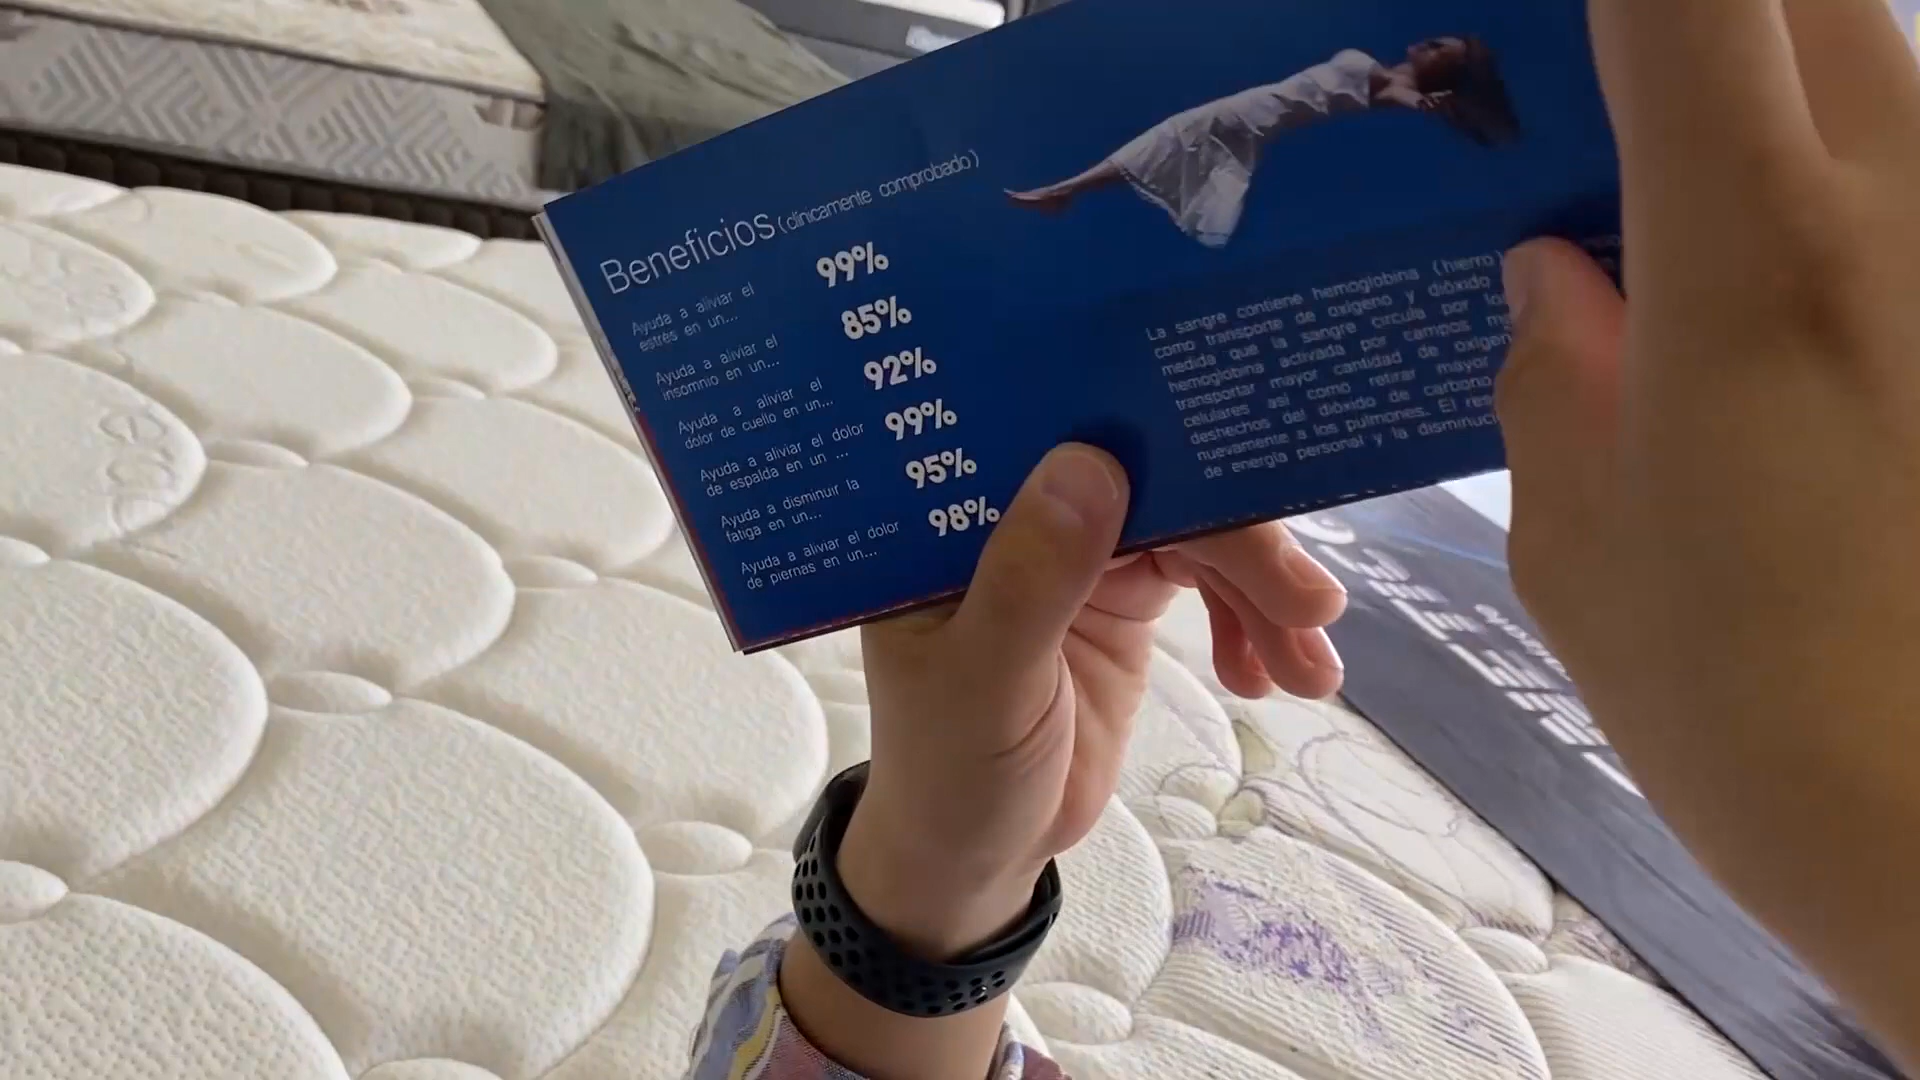 Beneficios (clínicamente comprobado)
Ayuda a aliviar el
estrés en un...
99%
Ayuda a aliviar el
insomnio en un...
85%
Ayuda a aliviar el
dolor de cuello en un...
92%
Ayuda a aliviar el dolor
de espalda en un ...
99%
Ayuda a disminuir la
fatiga en un...
95%
Ayuda a aliviar el dolor
de piernas en un...
98%
La sangre contiene hemoglobina (hierro)
como transporte de oxígeno y dióxido
medida que la sangre circula por
hemoglobina activada por campos
transportar mayor cantidad de
celulares así como retirar mayor
deshechos del dióxido de carbono
nuevamente a los pulmones. El
de energía personal y la